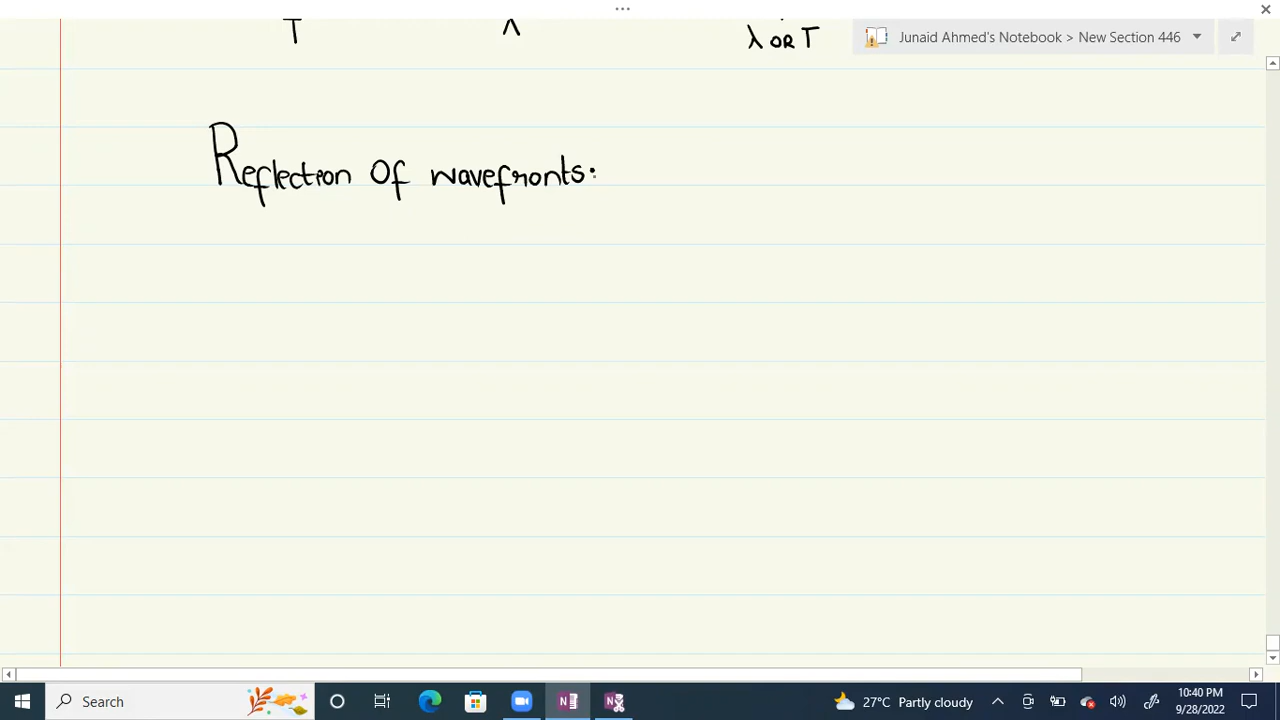 T ^ λ OR T
Junaid Ahmed's Notebook > New Section 446
Reflection Of wavefronts:
Search
27°C Partly cloudy
10:40 PM
9/28/2022